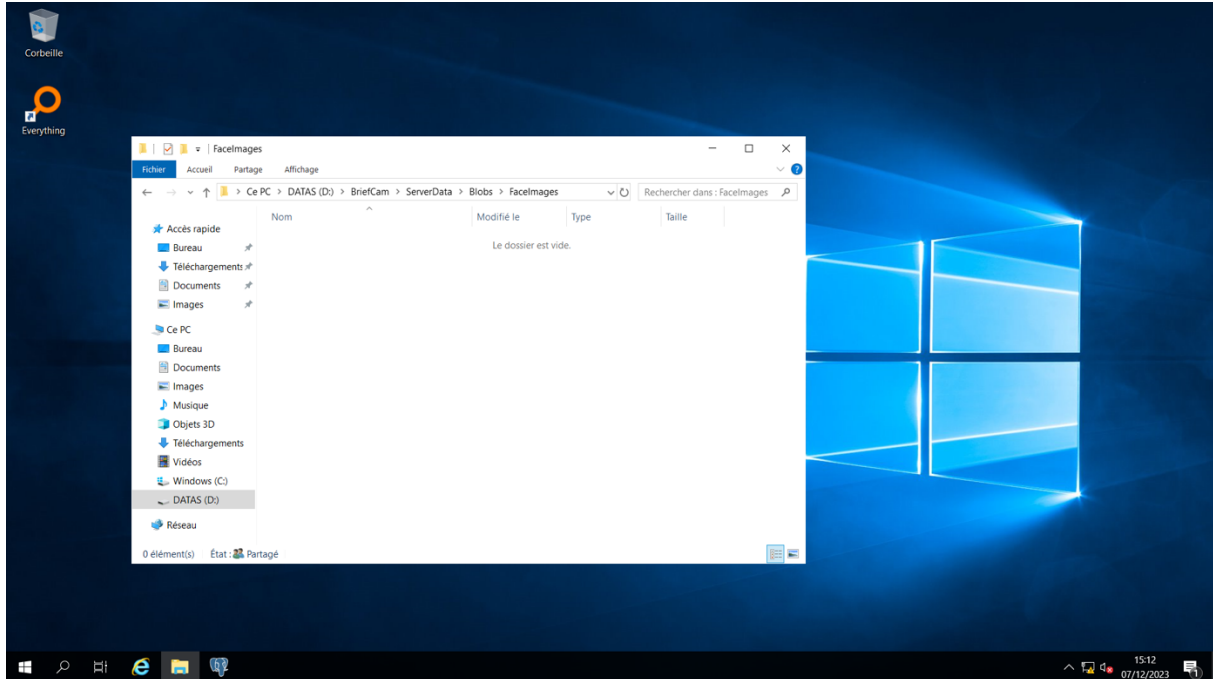 Corbeille
Everything
FaceImages
Fichier Accueil Partage Affichage
Ce PC > DATAS (D:) > BriefCam > ServerData > Blobs > FaceImages
Rechercher dans : FaceImages
Nom Modifié le Type Taille
Le dossier est vide.
Accès rapide
Bureau
Téléchargements
Documents
Images
Ce PC
Bureau
Documents
Images
Musique
Objets 3D
Téléchargements
Vidéos
Windows (C:)
DATAS (D:)
Réseau
0 élément(s) État : Partagé
15:12
07/12/2023
1